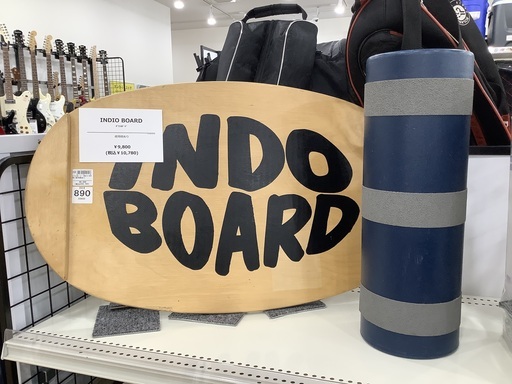 INDIO BOARD
¥9,800
(税込¥10,780)
890
INDO
BOARD